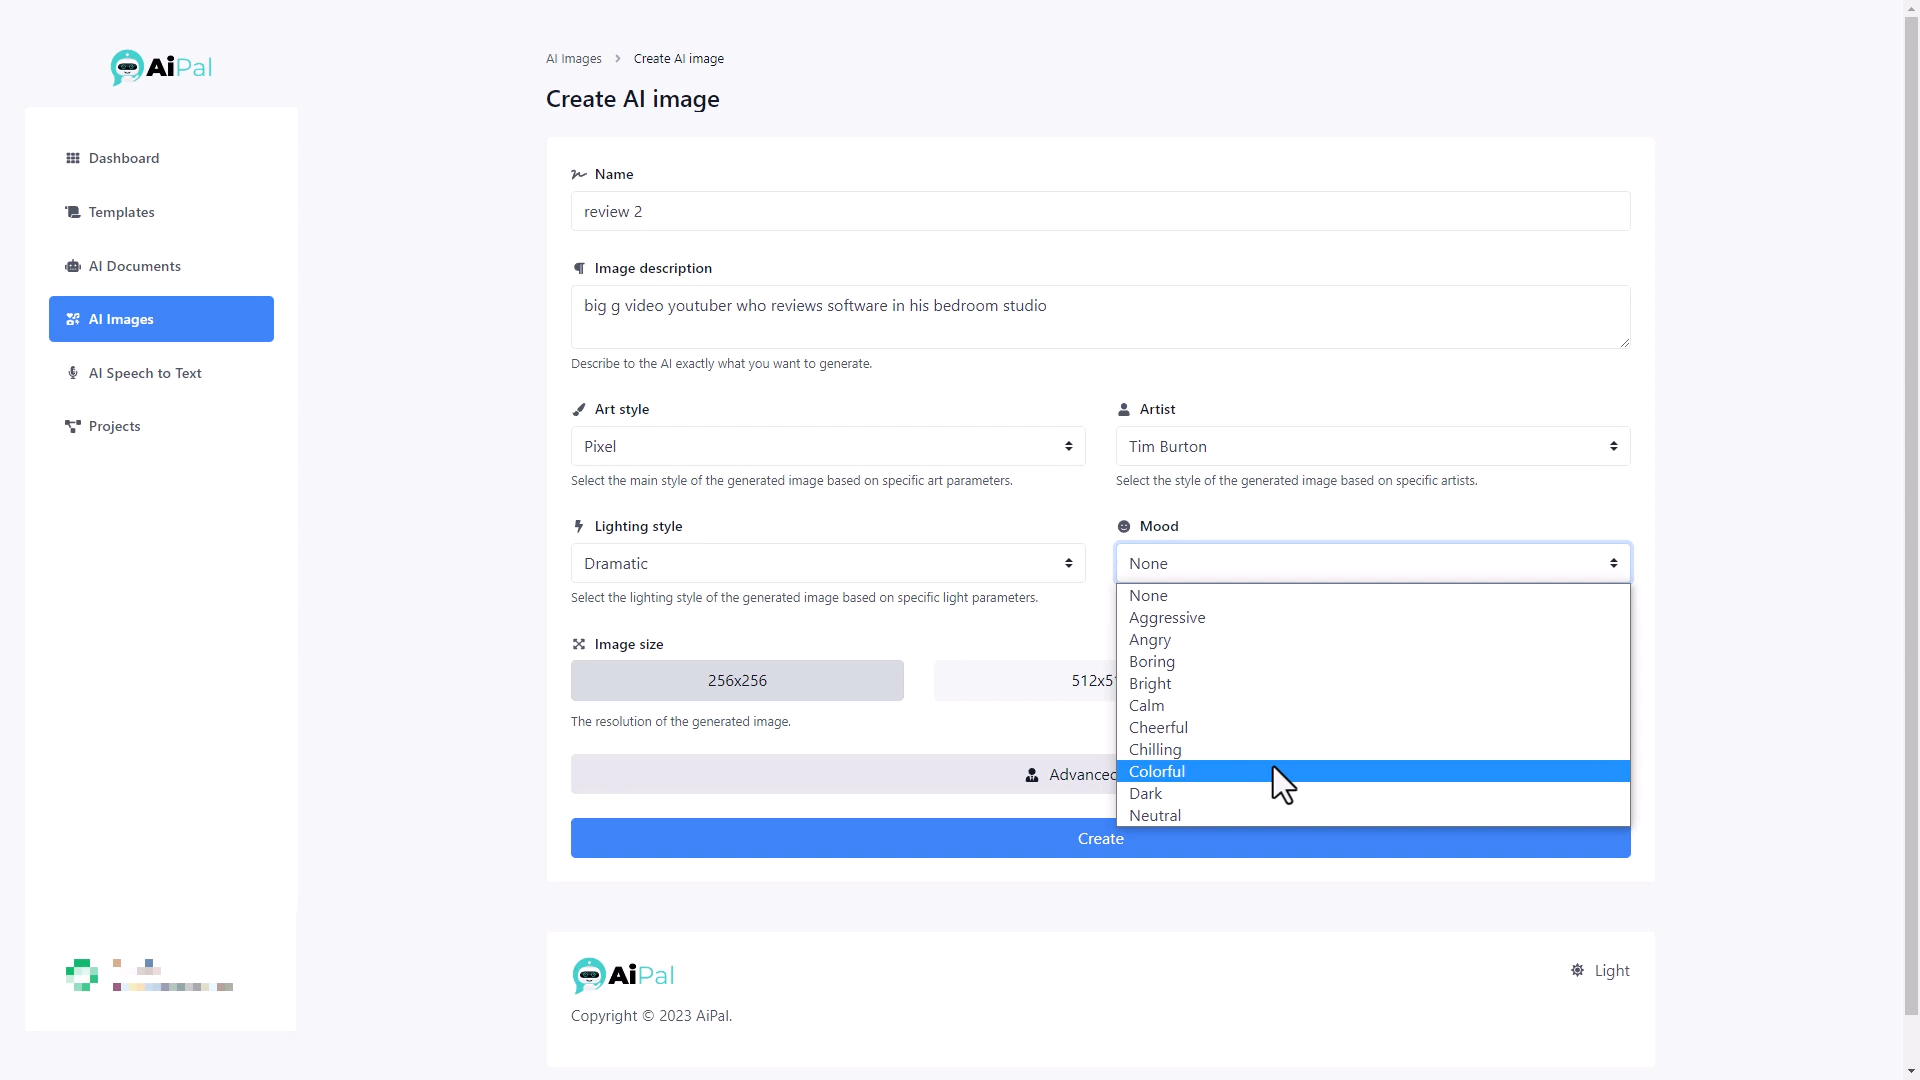 AiPal
Dashboard
Templates
AI Documents
AI Images
AI Speech to Text
Projects
AI Images > Create AI image
Create AI image
Name
review 2
Image description
big g video youtuber who reviews software in his bedroom studio
Describe to the AI exactly what you want to generate.
Art style
Pixel
Select the main style of the generated image based on specific art parameters.
Artist
Tim Burton
Select the style of the generated image based on specific artists.
Lighting style
Dramatic
Select the lighting style of the generated image based on specific light parameters.
Mood
None
None
Aggressive
Angry
Boring
Bright
Calm
Cheerful
Chilling
Colorful
Dark
Neutral
Image size
256x256
512x5
The resolution of the generated image.
Advanced
Create
AiPal
Light
Copyright © 2023 AiPal.